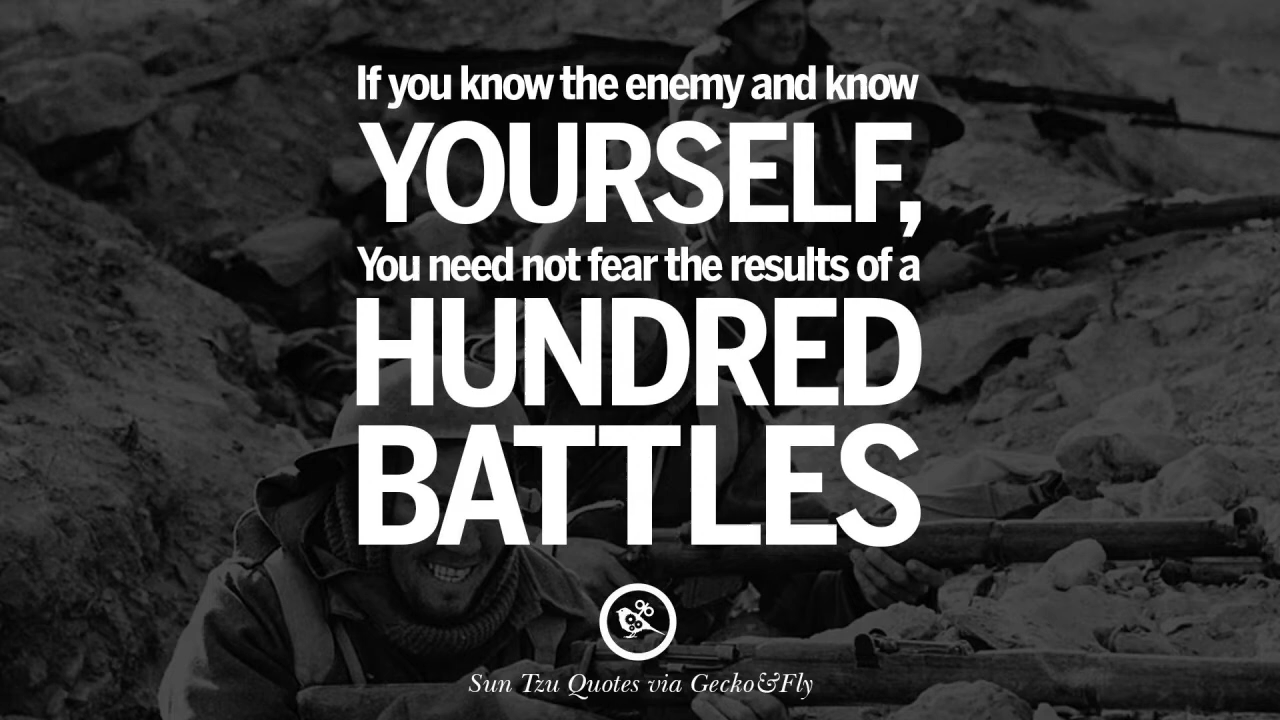 If you know the enemy and know
YOURSELF,
You need not fear the results of a
HUNDRED
BATTLES
Sun Tzu Quotes via Gecko&Fly